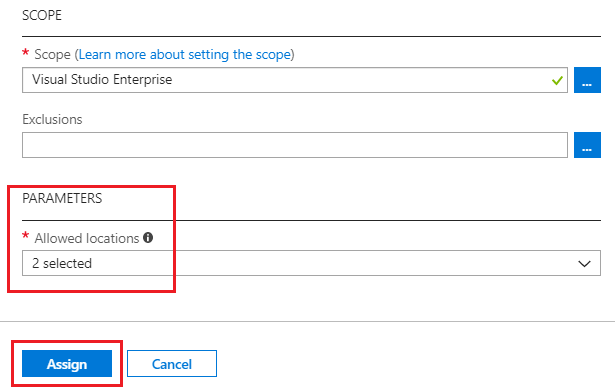 SCOPE
* Scope (Learn more about setting the scope)
Visual Studio Enterprise
...
Exclusions
...
PARAMETERS
* Allowed locations
2 selected
Assign Cancel